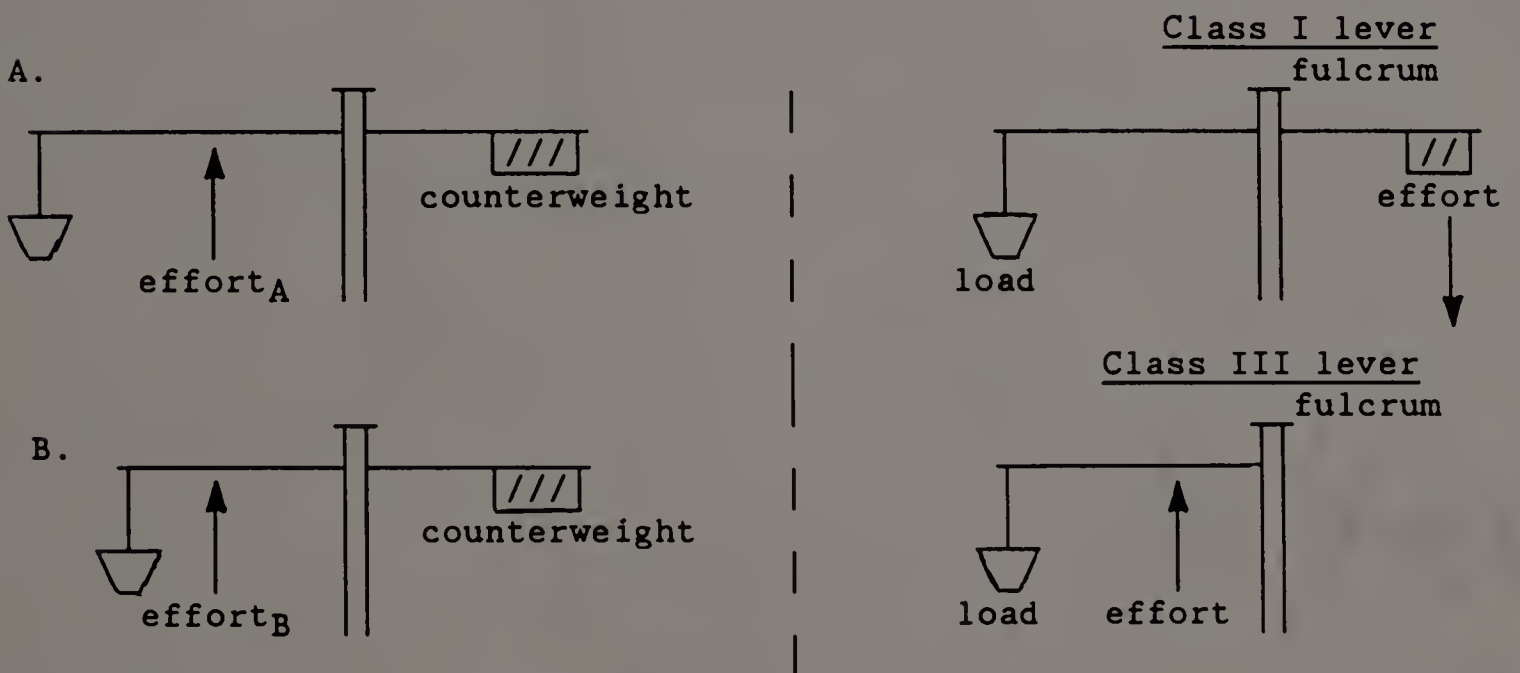 A.
counterweight
effortA
B.
counterweight
effortB
Class I lever
fulcrum
effort
load
Class III lever
fulcrum
load effort